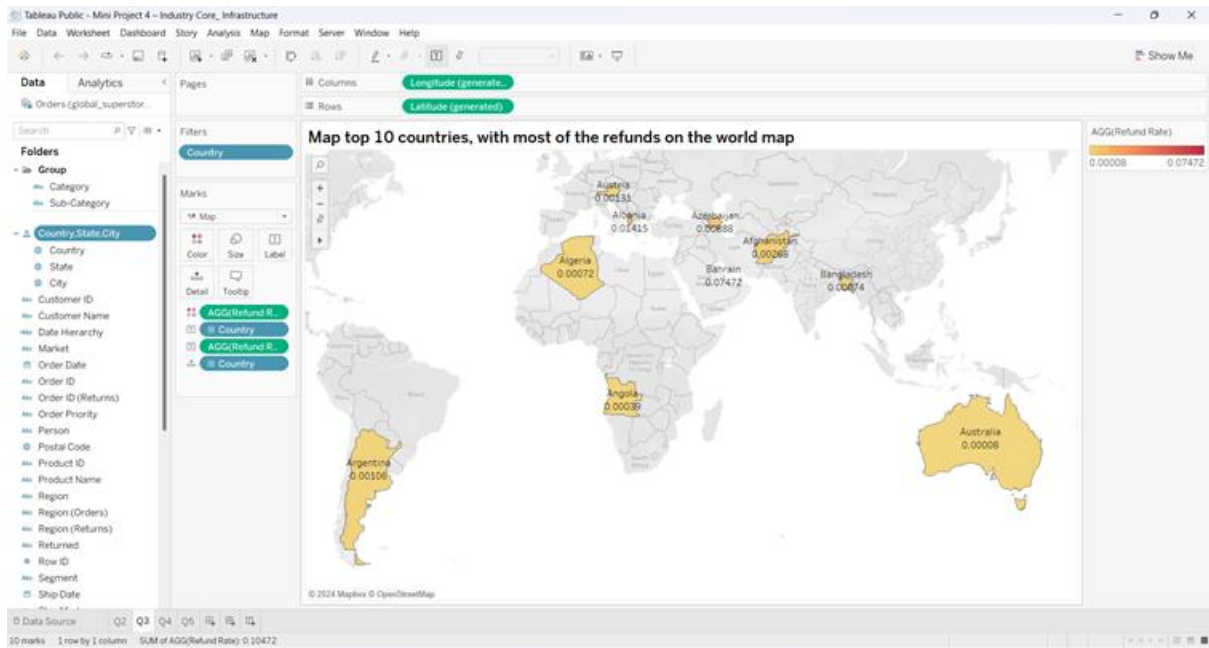 Tableau Public - Mini Project 4 ~ Industry Core_ Infrastructure
File Data Worksheet Dashboard Story Analysis Map Format Server Window Help
Show Me
Data Analytics
Pages
Columns Longitude (generate..
Orders (global_superstor...
Rows Latitude (generated)
Search
Filters
Country
Map top 10 countries, with most of the refunds on the world map
AGG(Refund Rate)
0.00008 0.07472
Folders
Group
Category
Sub-Category
Country,State,City
Country
State
City
Customer ID
Customer Name
Date Hierarchy
Market
Order Date
Order ID
Order ID (Returns)
Order Priority
Person
Postal Code
Product ID
Product Name
Region
Region (Orders)
Region (Returns)
Returned
Row ID
Segment
Ship Date
Marks
Map
Color Size Label
Detail Tooltip
AGG(Refund R..
Country
AGG(Refund R..
Country
Austria
0.00131
Albania
0.01415
Azerbaijan
Afghanistan
0.00268
Algeria
0.00072
Bahrain
0.07472
Bangladesh
0.00074
Angola
0.00039
Australia
0.00008
Argentina
0.00106
© 2024 Mapbox © OpenStreetMap
Data Source Q2 Q3 Q4 Q5
10 marks 1 row by 1 column SUM of AGG(Refund Rate): 0.10472